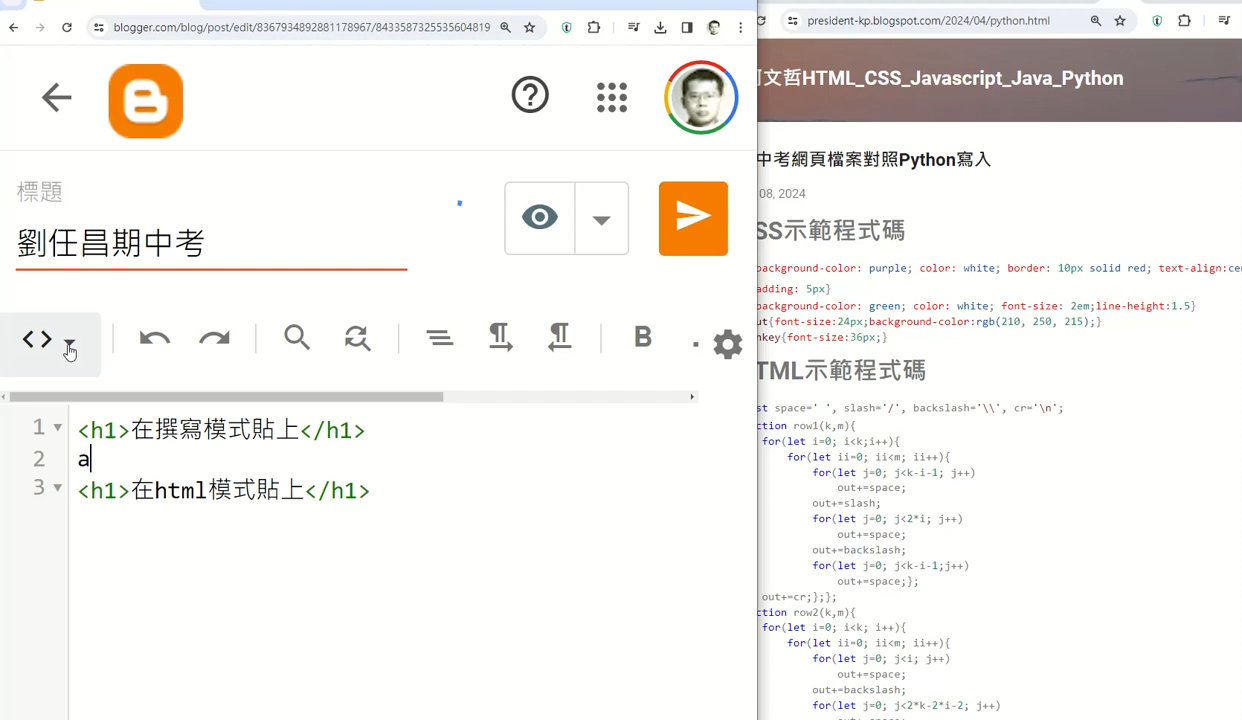 blogger.com/blog/post/edit/8367934892881178967/8433587325535604819
標題
劉任昌期中考
B
1 <h1>在撰寫模式貼上</h1>
2 a
3 <h1>在html模式貼上</h1>
president-kp.blogspot.com/2024/04/python.html
文哲HTML_CSS_Javascript_Java_Python
中考網頁檔案對照Python寫入
08, 2024
SS示範程式碼
background-color: purple; color: white; border: 10px solid red; text-align:cen
adding: 5px}
background-color: green; color: white; font-size: 2em;line-height:1.5}
ut{font-size:24px;background-color:rgb(210, 250, 215);}
nkey{font-size:36px;}
TML示範程式碼
st space=' ', slash='/', backslash='\\', cr='\n';
ction row1(k,m){
for(let i=0; i<k;i++){
for(let ii=0; ii<m; ii++){
for(let j=0; j<k-i-1; j++)
out+=space;
out+=slash;
for(let j=0; j<2*i; j++)
out+=space;
out+=backslash;
for(let j=0; j<k-i-1;j++)
out+=space;};
out+=cr;};};
ction row2(k,m){
for(let i=0; i<k; i++){
for(let ii=0; ii<m; ii++){
for(let j=0; j<i; j++)
out+=space;
out+=backslash;
for(let j=0; j<2*k-2*i-2; j++)